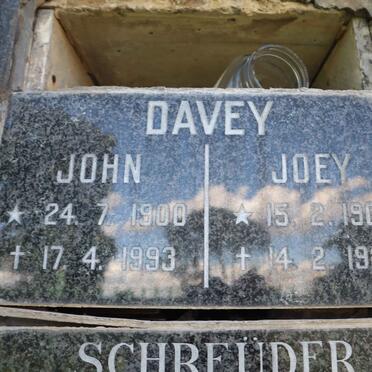 DAVEY
JOHN JOEY
★ 24. 7. 1900 ★ 15. 2.
✝ 17. 4. 1993 ✝ 14. 2.
SCHREÜDER